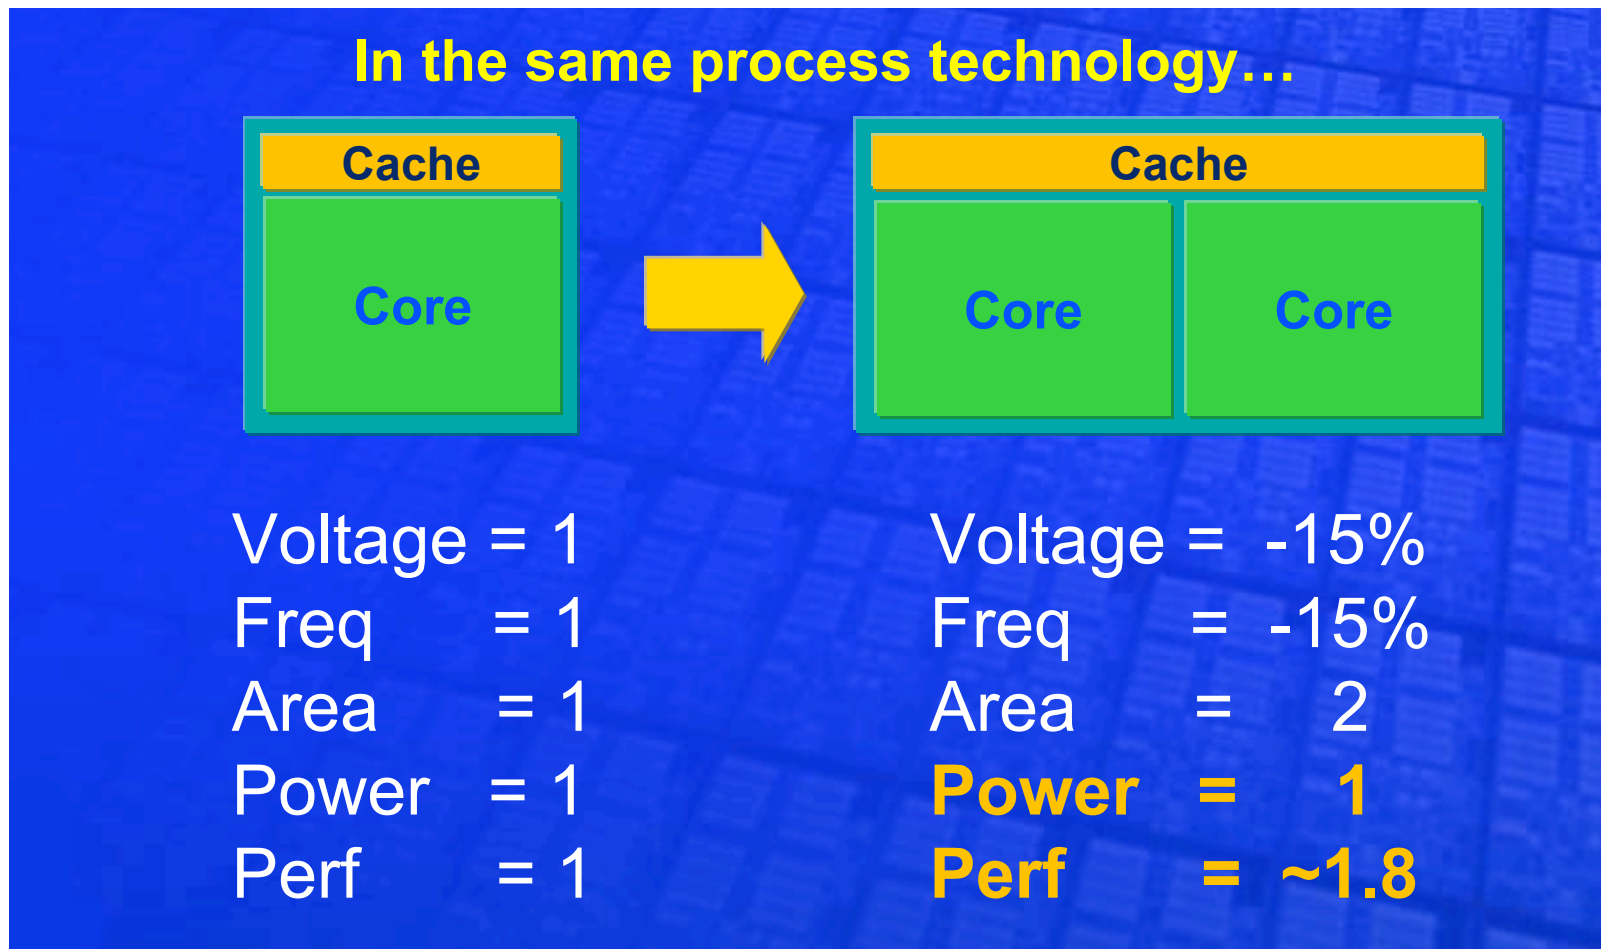 In the same process technology…
Cache
Core
Cache
Core
Core
Voltage = 1
Freq = 1
Area = 1
Power = 1
Perf = 1
Voltage = -15%
Freq = -15%
Area = 2
Power = 1
Perf = ~1.8